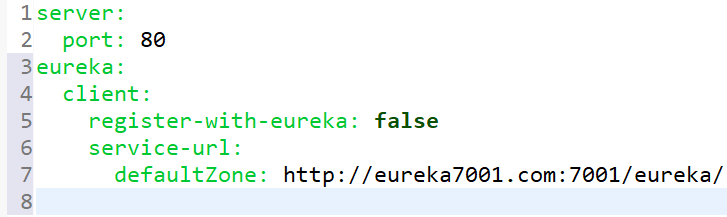 1 server:
2   port: 80
3 eureka:
4   client:
5     register-with-eureka: false
6     service-url:
7       defaultZone: http://eureka7001.com:7001/eureka/
8